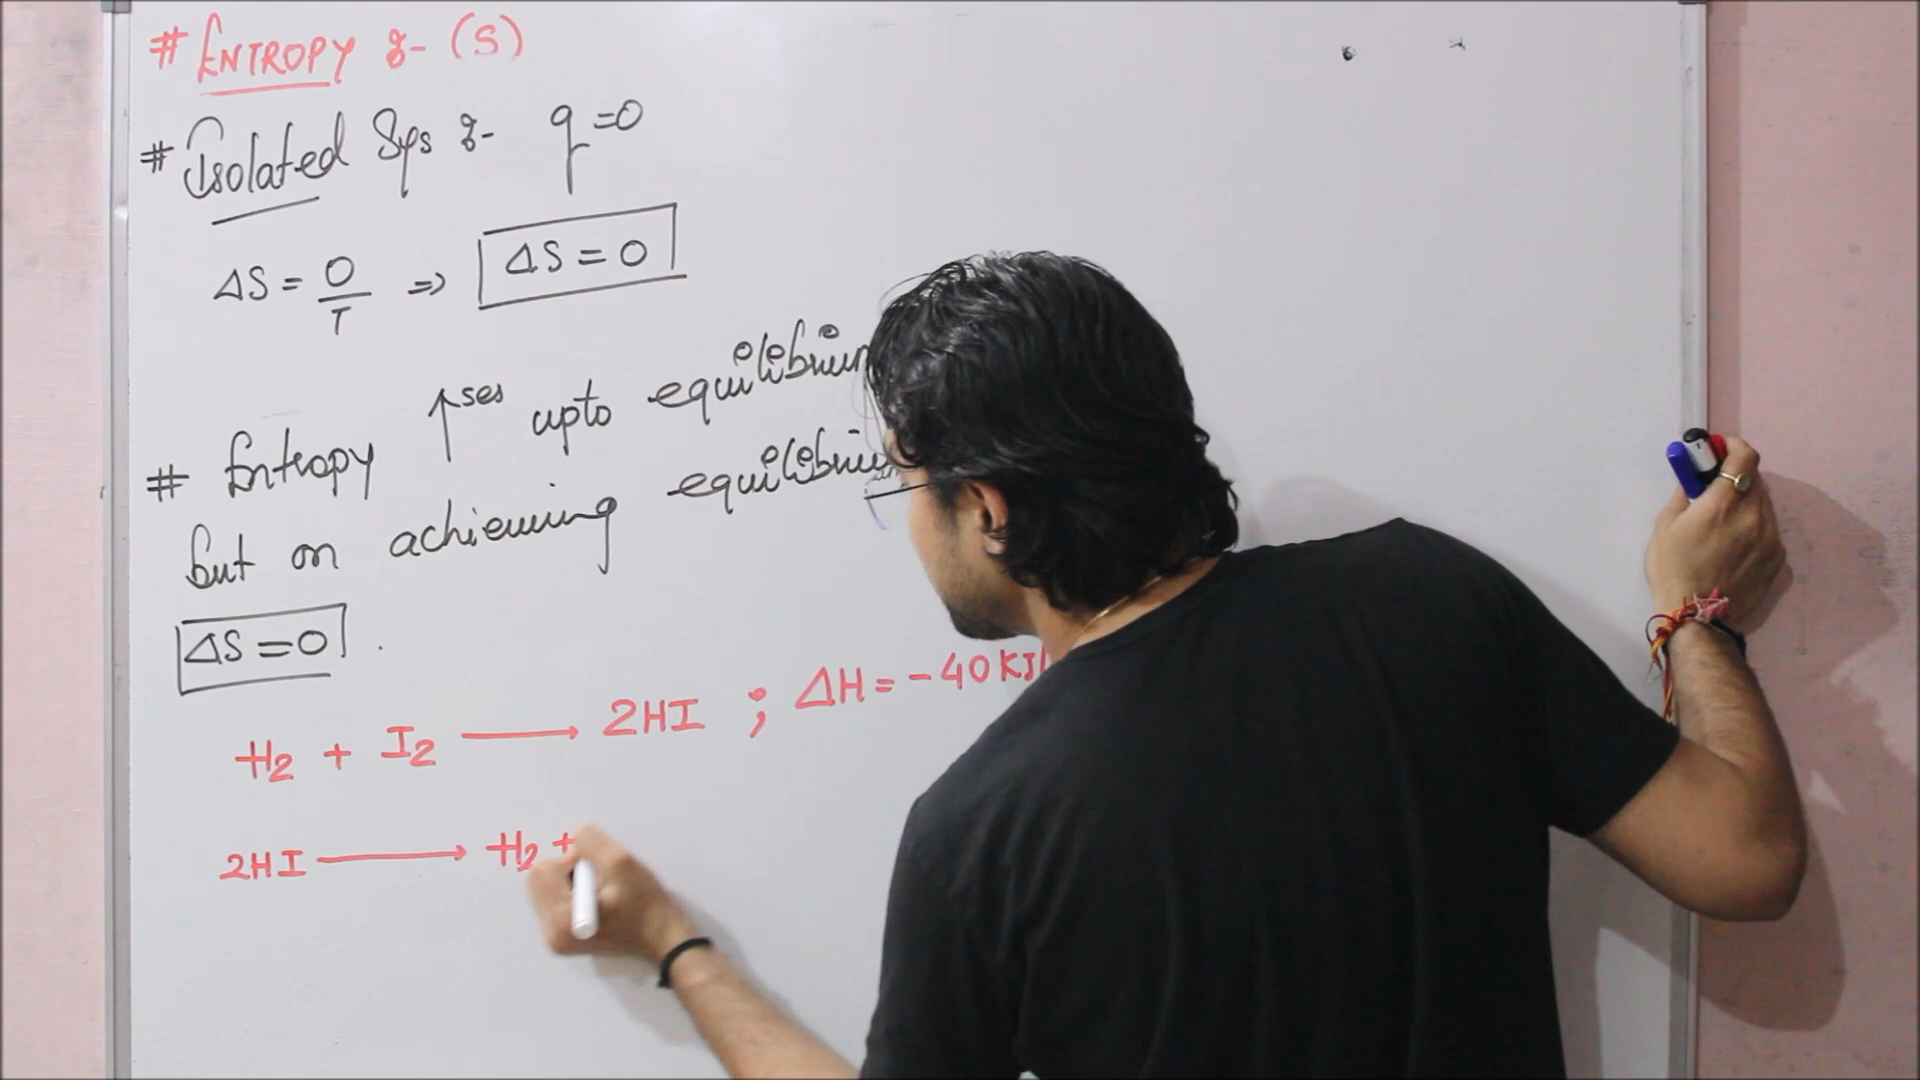 # ENTROPY :- (S)
# Isolated Sys :- q=0
ΔS = 0/T => ΔS = 0
# Entropy ↑ses upto equilibrium
but on achieving equilibrium
ΔS = 0 .
H2 + I2 ⟶ 2HI ; ΔH = -40 KJ/
2HI ⟶ H2 +